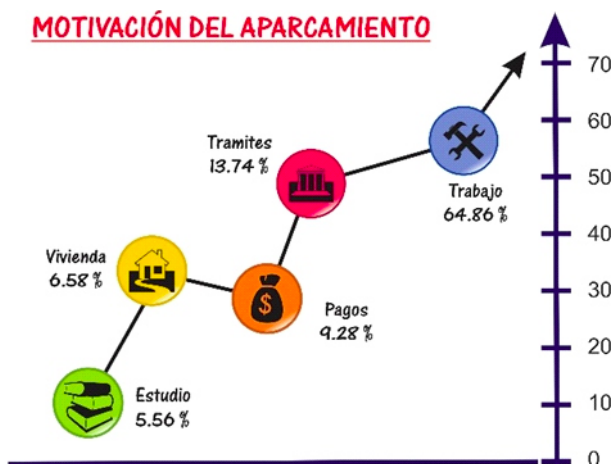 MOTIVACIÓN DEL APARCAMIENTO
Tramites
13.74 %
Trabajo
64.86 %
Vivienda
6.58 %
Pagos
9.28 %
Estudio
5.56 %
$
70
60
50
40
30
20
10
0